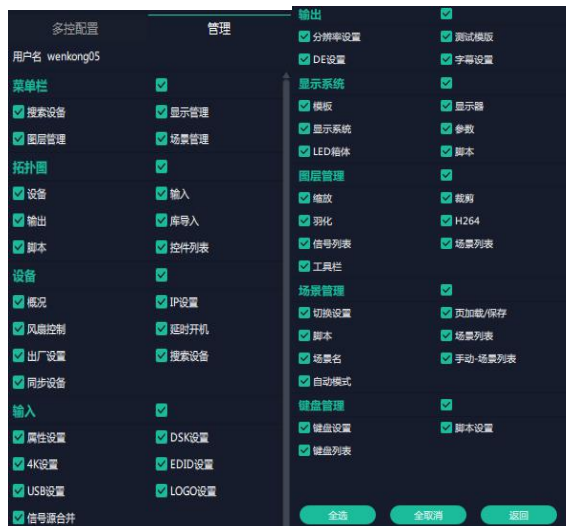 多控配置 管理
用户名 wenkong05
菜单栏
搜索设备 显示管理
图层管理 场景管理
拓扑图
设备 输入
输出 库导入
脚本 控件列表
设备
概况 IP设置
风扇控制 延时开机
出厂设置 搜索设备
同步设备
输入
属性设置 DSK设置
4K设置 EDID设置
USB设置 LOGO设置
信号源合并
输出
分辨率设置 测试模版
DE设置 字幕设置
显示系统
模板 显示器
显示系统 参数
LED箱体 脚本
图层管理
缩放 裁剪
羽化 H264
信号列表 场景列表
工具栏
场景管理
切换设置 页加载/保存
脚本 场景列表
场景名 手动-场景列表
自动模式
键盘管理
键盘设置 脚本设置
键盘列表
全选 全取消 返回